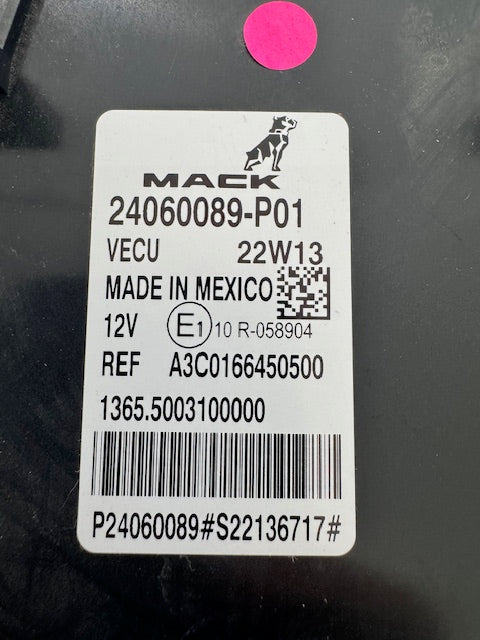 MACK
24060089-P01
VECU 22W13
MADE IN MEXICO
12V E1 10 R-058904
REF A3C0166450500
1365.5003100000
P24060089#S22136717#